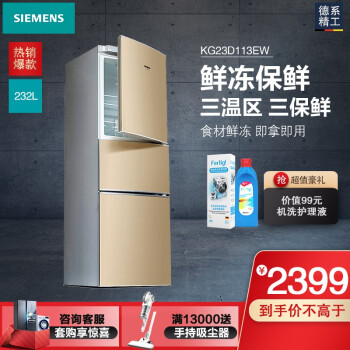 SIEMENS
德系
精工
热销
爆款
KG23D113EW
232L
鲜冻保鲜
三温区 三保鲜
食材鲜冻 即拿即用
Fertigt
抢 超值豪礼
价值99元
机洗护理液
咨询客服
套购享惊喜
满13000送
手持吸尘器
¥2399
到手价不高于